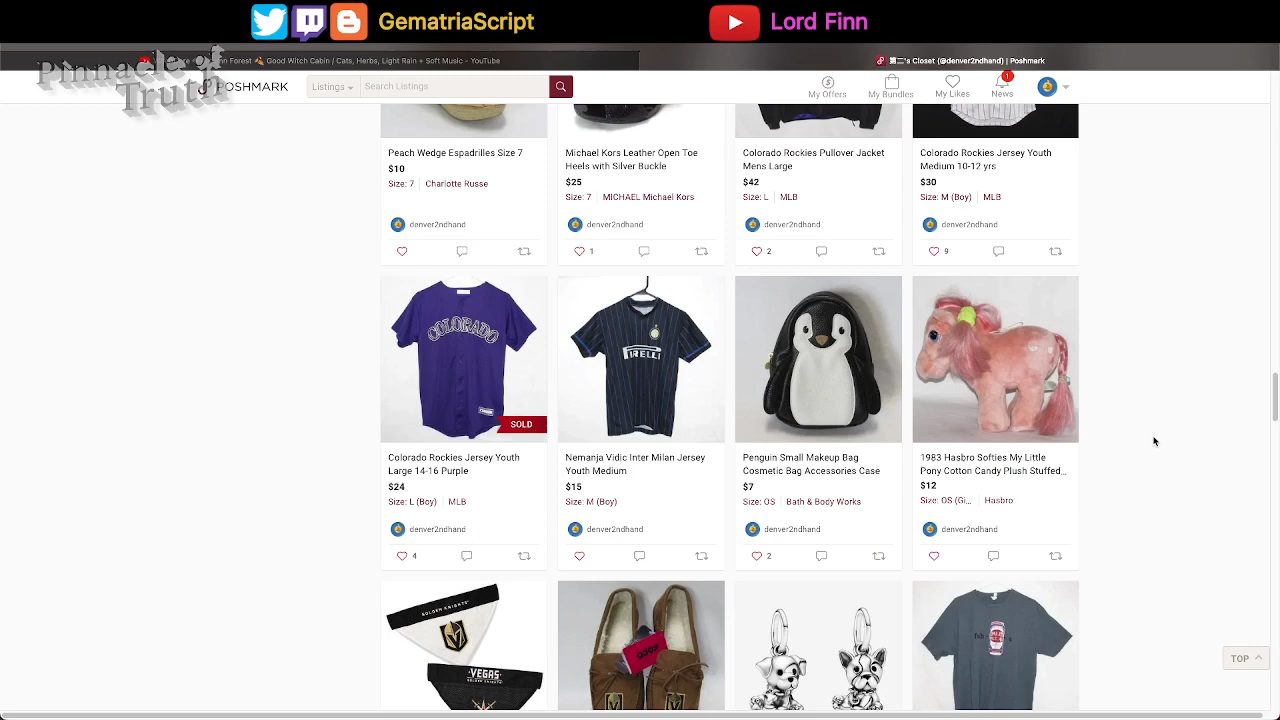 GematriaScript
Lord Finn
Pinnacle of
Truth
Forest 🍂 Good Witch Cabin / Cats, Herbs, Light Rain + Soft Music - YouTube
第二's Closet (@denver2ndhand) | Poshmark
POSHMARK
Listings
Search Listings
My Offers
My Bundles
My Likes
1
News
Peach Wedge Espadrilles Size 7
$10
Size: 7 | Charlotte Russe
denver2ndhand
Michael Kors Leather Open Toe
Heels with Silver Buckle
$25
Size: 7 | MICHAEL Michael Kors
denver2ndhand
1
Colorado Rockies Pullover Jacket
Mens Large
$42
Size: L | MLB
denver2ndhand
2
Colorado Rockies Jersey Youth
Medium 10-12 yrs
$30
Size: M (Boy) | MLB
denver2ndhand
9
COLORADO
SOLD
Colorado Rockies Jersey Youth
Large 14-16 Purple
$24
Size: L (Boy) | MLB
denver2ndhand
4
PIRELLI
Nemanja Vidic Inter Milan Jersey
Youth Medium
$15
Size: M (Boy)
denver2ndhand
Penguin Small Makeup Bag
Cosmetic Bag Accessories Case
$7
Size: OS | Bath & Body Works
denver2ndhand
2
1983 Hasbro Softies My Little
Pony Cotton Candy Plush Stuffed...
$12
Size: OS (Gi... | Hasbro
denver2ndhand
GOLDEN KNIGHTS
VEGAS
GOLDEN KNIGHTS
TOP